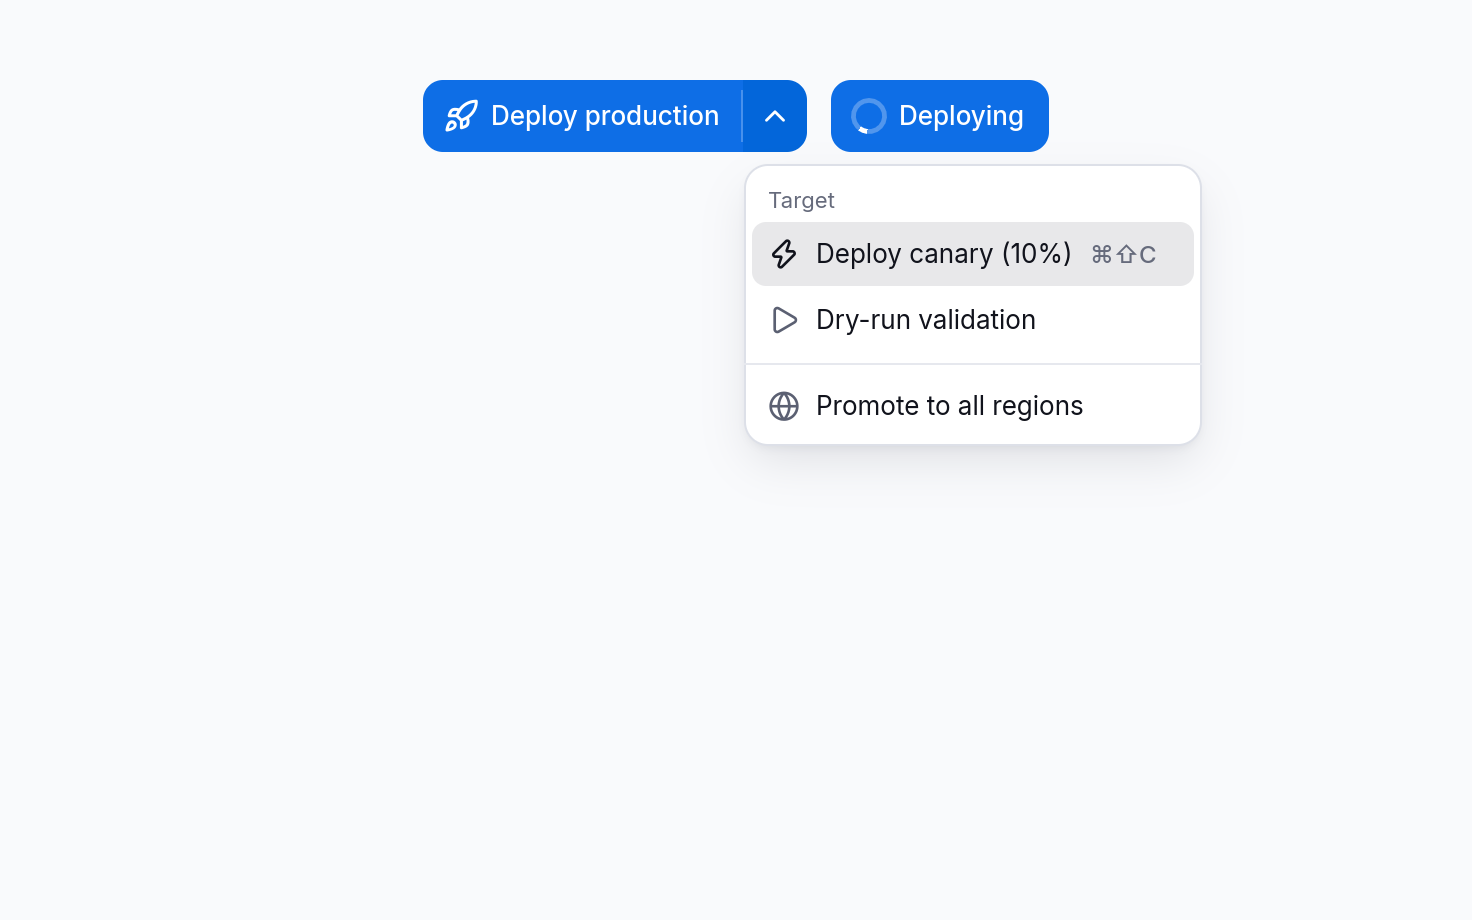 Deploy production
Deploying
Target
Deploy canary (10%) ⌘⇧C
Dry-run validation
Promote to all regions